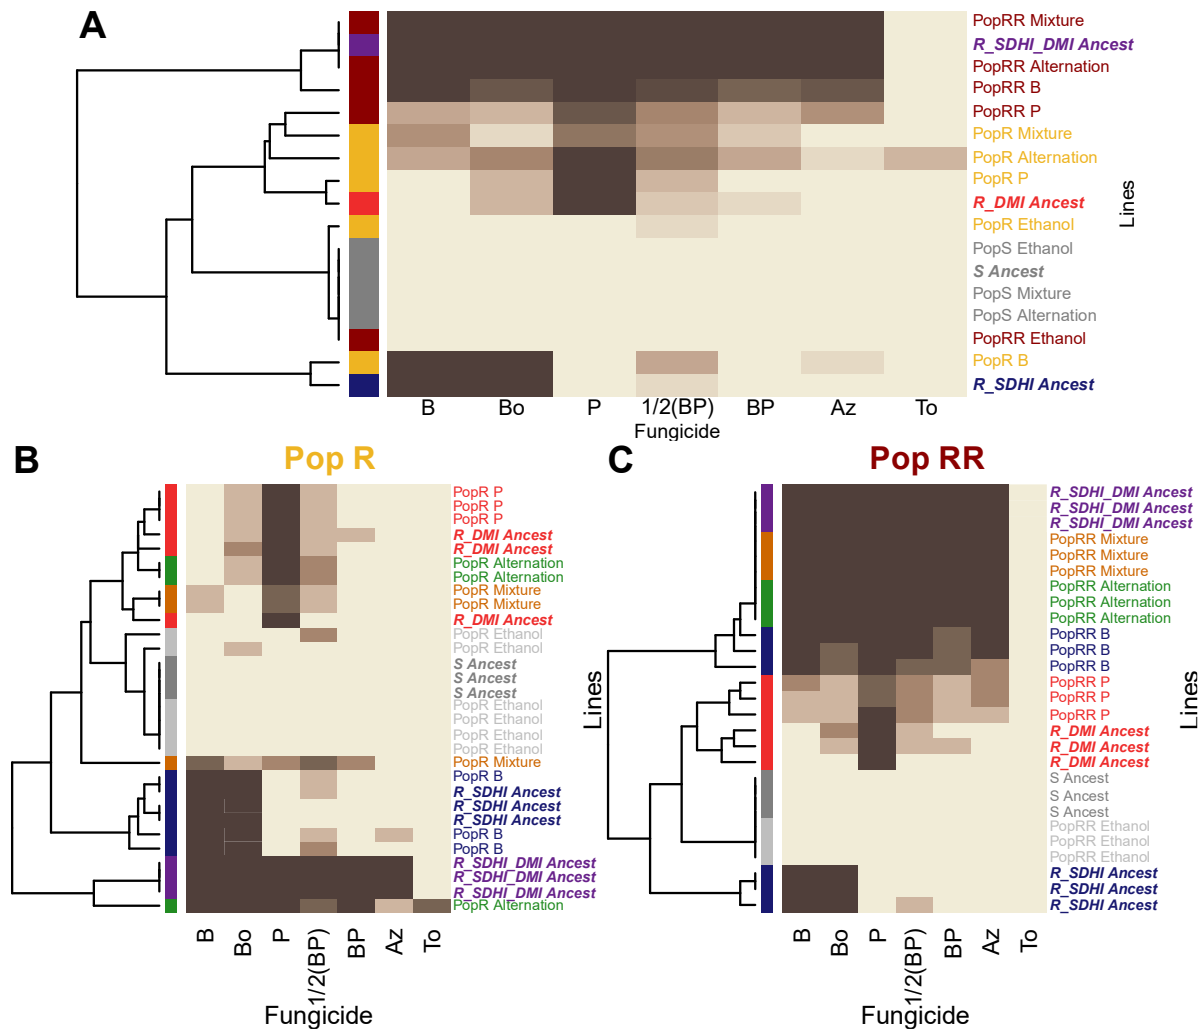 A
PopRR Mixture
R_SDHI_DMI Ancest
PopRR Alternation
PopRR B
PopRR P
PopR Mixture
PopR Alternation
PopR P
R_DMI Ancest
PopR Ethanol
PopS Ethanol
S Ancest
PopS Mixture
PopS Alternation
PopRR Ethanol
PopR B
R_SDHI Ancest
Lines
B Bo P 1/2(BP) BP Az To
Fungicide
B
Pop R
PopR P
PopR P
PopR P
R_DMI Ancest
R_DMI Ancest
PopR Alternation
PopR Alternation
PopR Mixture
PopR Mixture
R_DMI Ancest
PopR Ethanol
PopR Ethanol
S Ancest
S Ancest
S Ancest
PopR Ethanol
PopR Ethanol
PopR Ethanol
PopR Ethanol
PopR Mixture
PopR B
R_SDHI Ancest
R_SDHI Ancest
R_SDHI Ancest
PopR B
PopR B
R_SDHI_DMI Ancest
R_SDHI_DMI Ancest
R_SDHI_DMI Ancest
PopR Alternation
Lines
B Bo P 1/2(BP) BP Az To
Fungicide
C
Pop RR
R_SDHI_DMI Ancest
R_SDHI_DMI Ancest
R_SDHI_DMI Ancest
PopRR Mixture
PopRR Mixture
PopRR Mixture
PopRR Alternation
PopRR Alternation
PopRR Alternation
PopRR B
PopRR B
PopRR B
PopRR P
PopRR P
PopRR P
R_DMI Ancest
R_DMI Ancest
R_DMI Ancest
S Ancest
S Ancest
S Ancest
PopRR Ethanol
PopRR Ethanol
PopRR Ethanol
R_SDHI Ancest
R_SDHI Ancest
R_SDHI Ancest
Lines
B Bo P 1/2(BP) BP Az To
Fungicide